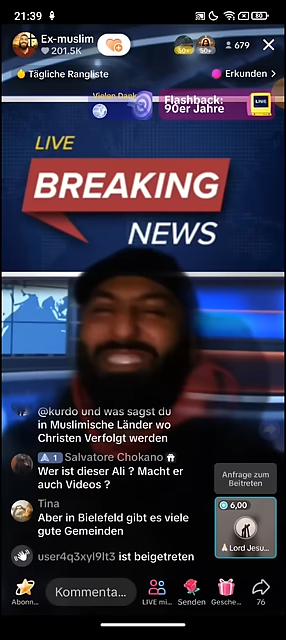 21:39
80
Ex-muslim
201.5K
50+
50+
679
Tägliche Rangliste
Erkunden
Vielen Dank
Flashback:
90er Jahre
LIVE
LIVE
BREAKING
NEWS
@kurdo und was sagst du
in Muslimische Länder wo
Christen Verfolgt werden
1 Salvatore Chokano
Wer ist dieser Ali ? Macht er
auch Videos ?
Anfrage zum
Beitreten
Tina
Aber in Bielefeld gibt es viele
gute Gemeinden
6,00
Lord Jesu...
user4q3xyl9lt3 ist beigetreten
Kommenta...
Abonn...
LIVE mi...
Senden
Gesche...
76